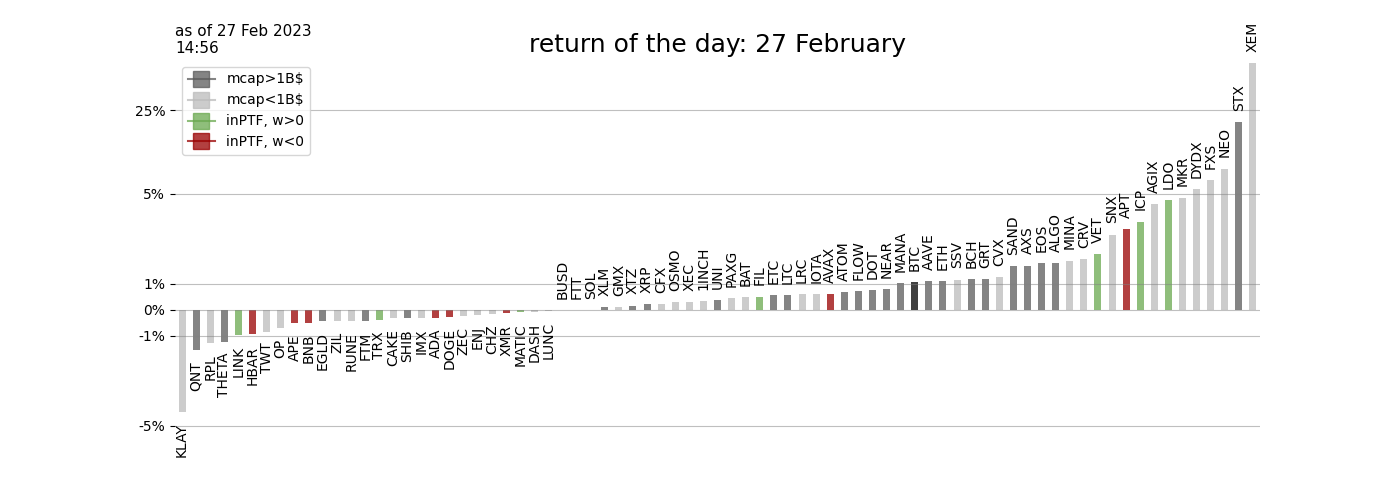 as of 27 Feb 2023
14:56
return of the day: 27 February
mcap>1B$
mcap<1B$
inPTF, w>0
inPTF, w<0
25%
5%
1%
0%
-1%
-5%
KLAY
QNT
RPL
THETA
LINK
HBAR
TWT
OP
APE
BNB
EGLD
ZIL
RUNE
FTM
TRX
CAKE
SHIB
IMX
ADA
DOGE
ZEC
ENJ
CHZ
XMR
MATIC
DASH
LUNC
BUSD
FTT
SOL
XLM
GMX
XTZ
XRP
CFX
OSMO
XEC
1INCH
UNI
PAXG
BAT
FIL
ETC
LTC
LRC
IOTA
AVAX
ATOM
FLOW
DOT
NEAR
MANA
BTC
AAVE
ETH
SSV
BCH
GRT
CVX
SAND
AXS
EOS
ALGO
MINA
CRV
VET
SNX
APT
ICP
AGIX
LDO
MKR
DYDX
FXS
NEO
STX
XEM